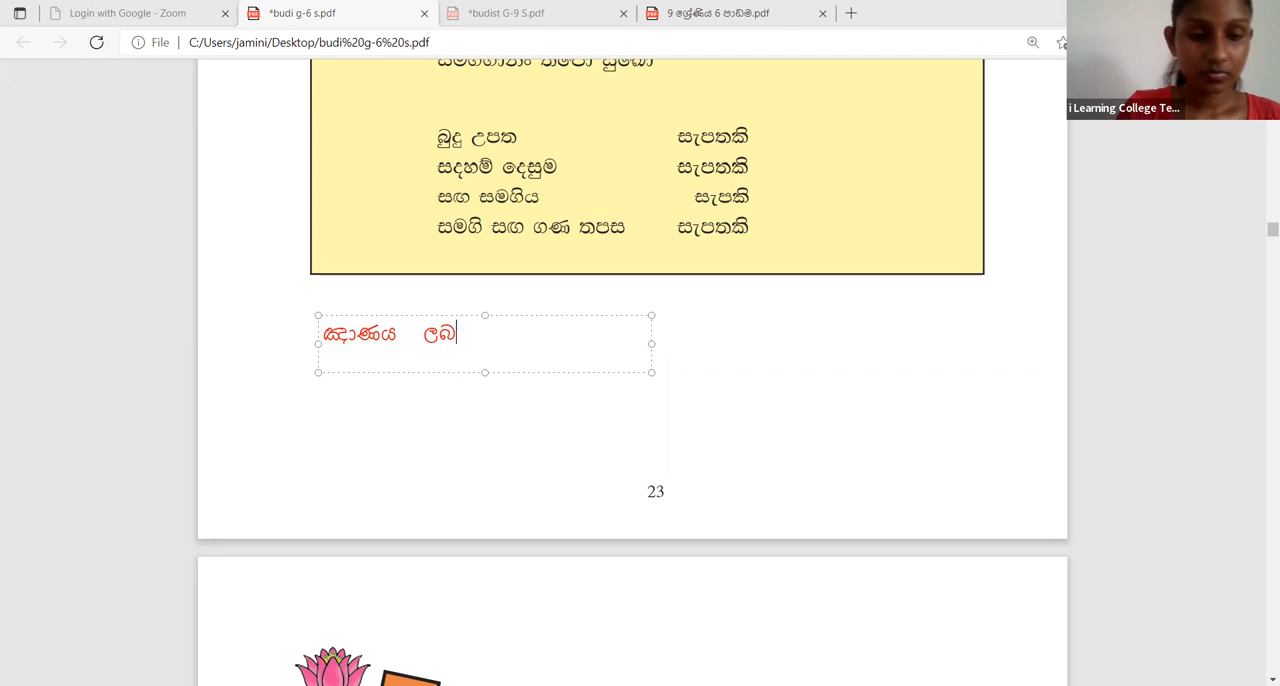 Login with Google - Zoom
*budi g-6 s.pdf
*budist G-9 S.pdf
9 ශ්‍රේණිය 6 පාඩම.pdf
File C:/Users/jamini/Desktop/budi%20g-6%20s.pdf
i Learning College Te...
සමග්ගානං තපො සුඛො
බුදු උපත සැපතකි
සදහම් දෙසුම සැපතකි
සඟ සමගිය සැපකි
සමගි සඟ ගණ තපස සැපතකි
ඤාණය ලබ
23